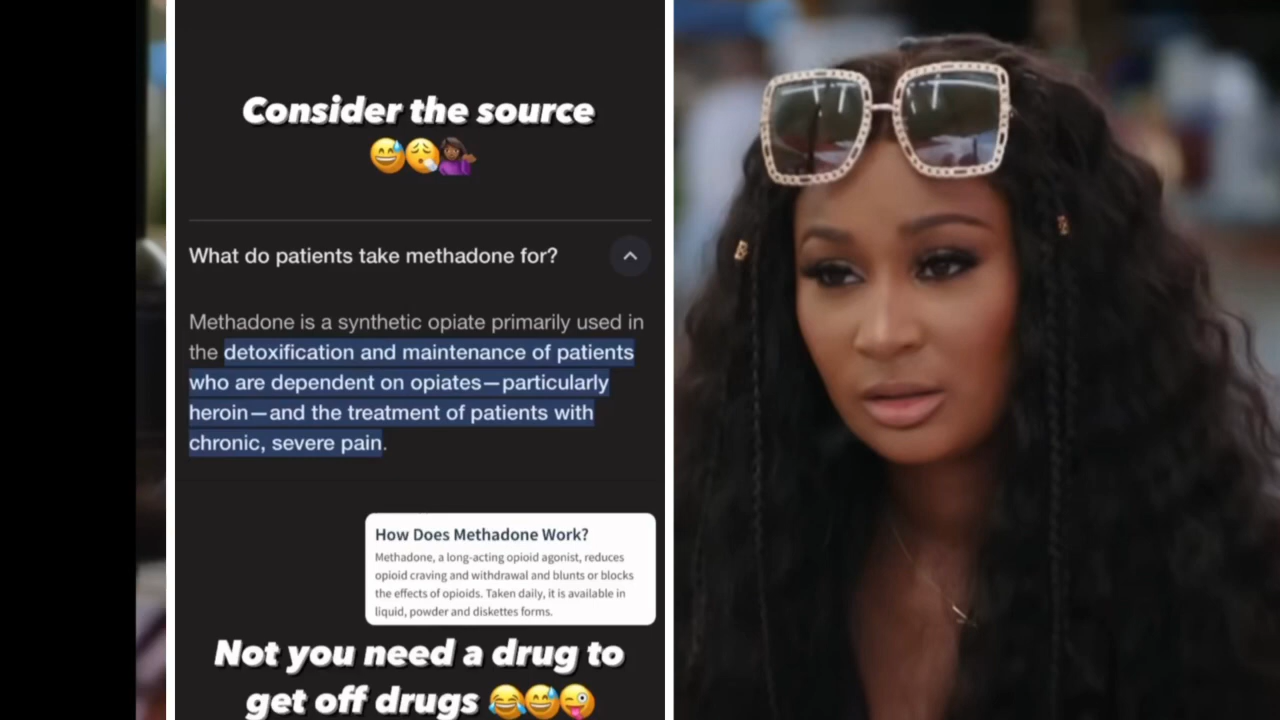 Consider the source
😅😮‍💨💁🏾‍♀️
What do patients take methadone for?
Methadone is a synthetic opiate primarily used in
the detoxification and maintenance of patients
who are dependent on opiates—particularly
heroin—and the treatment of patients with
chronic, severe pain.
How Does Methadone Work?
Methadone, a long-acting opioid agonist, reduces
opioid craving and withdrawal and blunts or blocks
the effects of opioids. Taken daily, it is available in
liquid, powder and diskettes forms.
Not you need a drug to
get off drugs 😂😅😜